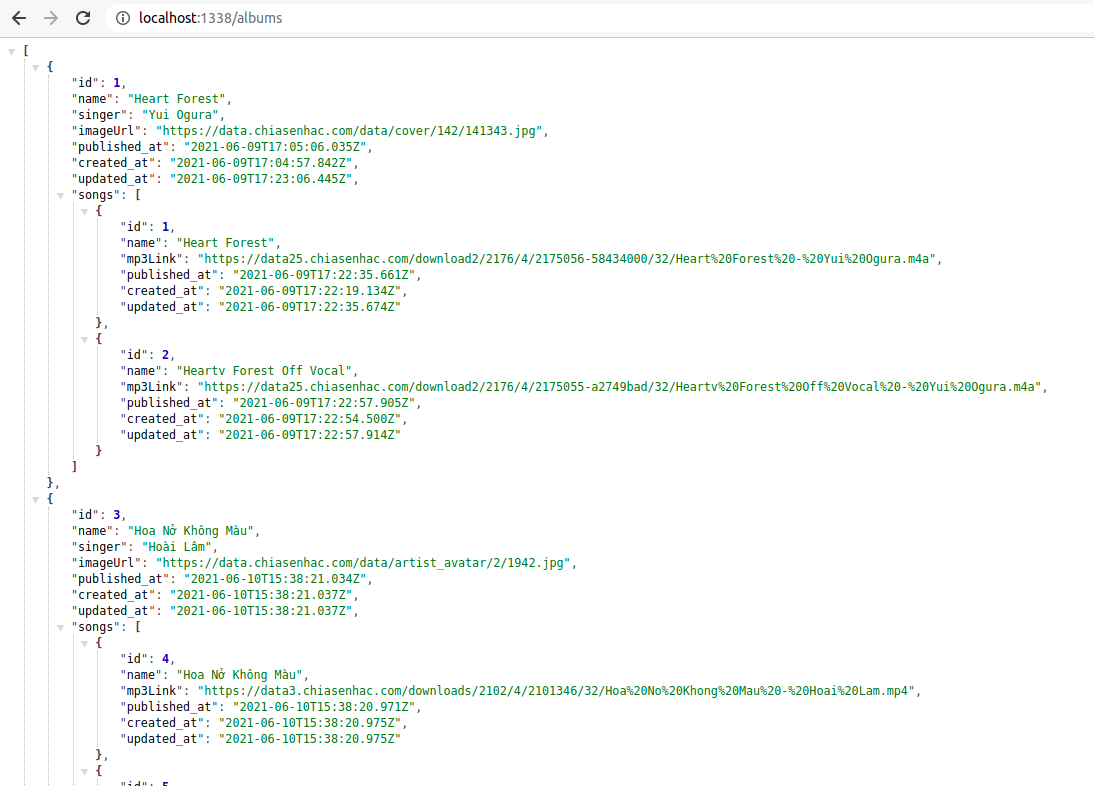 localhost:1338/albums
[
{
"id": 1,
"name": "Heart Forest",
"singer": "Yui Ogura",
"imageUrl": "https://data.chiasenhac.com/data/cover/142/141343.jpg",
"published_at": "2021-06-09T17:05:06.035Z",
"created_at": "2021-06-09T17:04:57.842Z",
"updated_at": "2021-06-09T17:23:06.445Z",
"songs": [
{
"id": 1,
"name": "Heart Forest",
"mp3Link": "https://data25.chiasenhac.com/download2/2176/4/2175056-58434000/32/Heart%20Forest%20-%20Yui%20Ogura.m4a",
"published_at": "2021-06-09T17:22:35.661Z",
"created_at": "2021-06-09T17:22:19.134Z",
"updated_at": "2021-06-09T17:22:35.674Z"
},
{
"id": 2,
"name": "Heartv Forest Off Vocal",
"mp3Link": "https://data25.chiasenhac.com/download2/2176/4/2175055-a2749bad/32/Heartv%20Forest%20Off%20Vocal%20-%20Yui%20Ogura.m4a",
"published_at": "2021-06-09T17:22:57.905Z",
"created_at": "2021-06-09T17:22:54.500Z",
"updated_at": "2021-06-09T17:22:57.914Z"
}
]
},
{
"id": 3,
"name": "Hoa Nở Không Màu",
"singer": "Hoài Lâm",
"imageUrl": "https://data.chiasenhac.com/data/artist_avatar/2/1942.jpg",
"published_at": "2021-06-10T15:38:21.034Z",
"created_at": "2021-06-10T15:38:21.037Z",
"updated_at": "2021-06-10T15:38:21.037Z",
"songs": [
{
"id": 4,
"name": "Hoa Nở Không Màu",
"mp3Link": "https://data3.chiasenhac.com/downloads/2102/4/2101346/32/Hoa%20No%20Khong%20Mau%20-%20Hoai%20Lam.mp4",
"published_at": "2021-06-10T15:38:20.971Z",
"created_at": "2021-06-10T15:38:20.975Z",
"updated_at": "2021-06-10T15:38:20.975Z"
},
{
"id": 5,